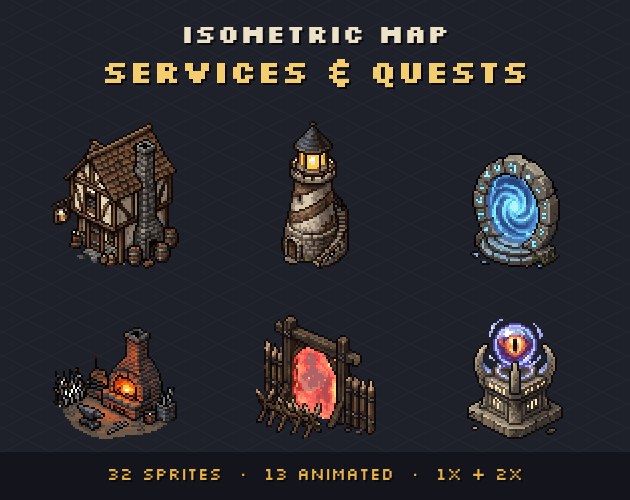 ISOMETRIC MAP
SERVICES & QUESTS
32 SPRITES · 13 ANIMATED · 1X + 2X